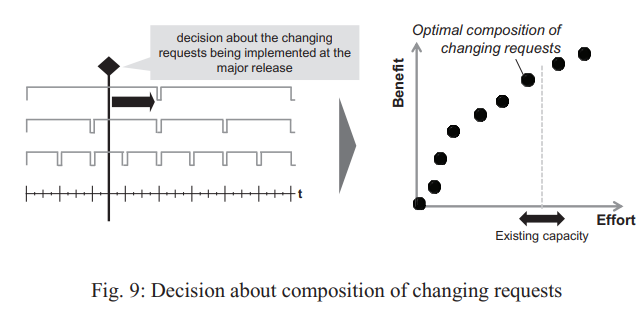 decision about the changing
requests being implemented at the
major release
t
Optimal composition of
changing requests
Benefit
Effort
Existing capacity
Fig. 9: Decision about composition of changing requests